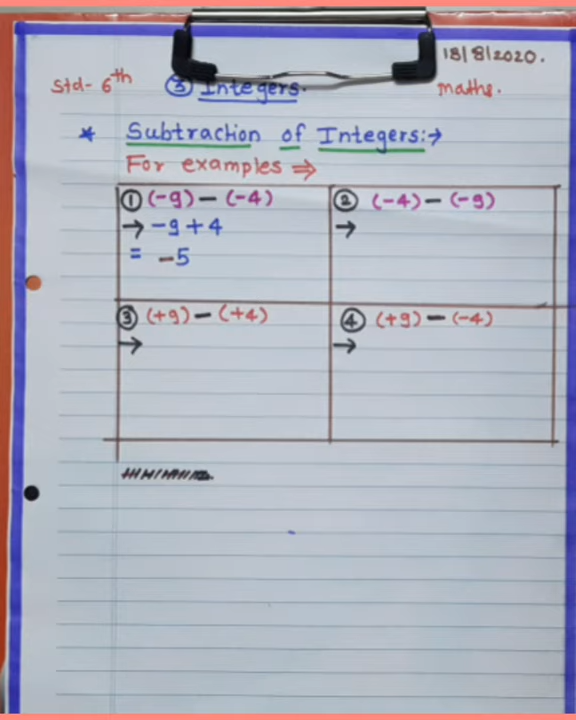 18/8/2020.
Std- 6th ③ Integers. maths.
* Subtraction of Integers:→
For examples ⇒
① (-9) - (-4)
→ -9 + 4
= -5
② (-4) - (-9)
→
③ (+9) - (+4)
→
④ (+9) - (-4)
→